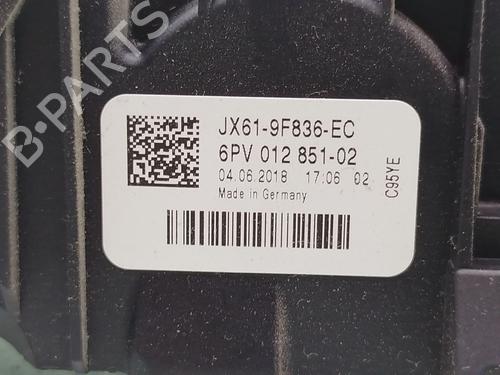 B-PARTS
JX61-9F836-EC
6PV 012 851-02
04.06.2018 17:06 02
Made in Germany
C95YE